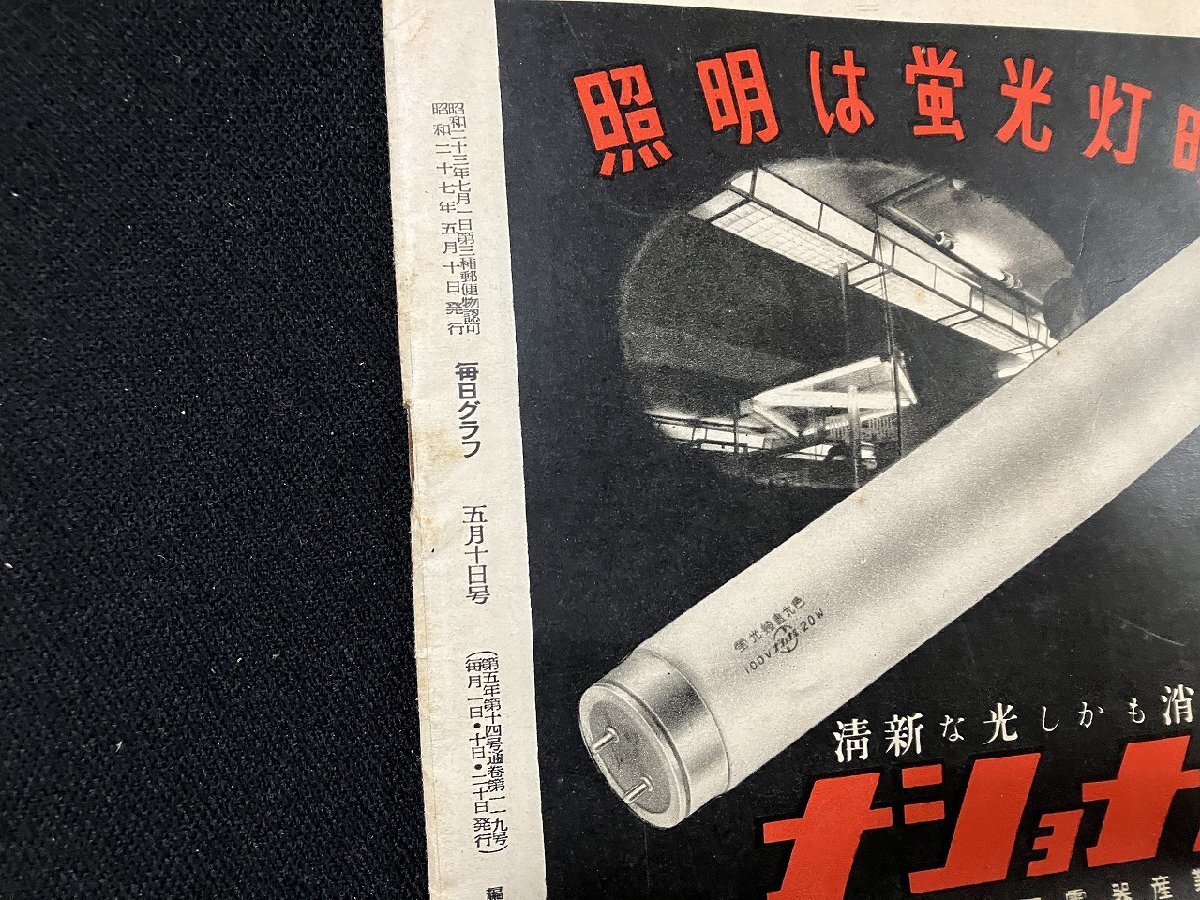 昭和二十三年七月一日第三種郵便物認可
昭和二十七年五月十日発行
毎日グラフ
五月十日号
(第五年第十四号通巻第一一九号)
(毎月一日・十日・二十日発行)
照明は蛍光灯時
100V 20W
清新な光しかも消
ナショナ
電器産業